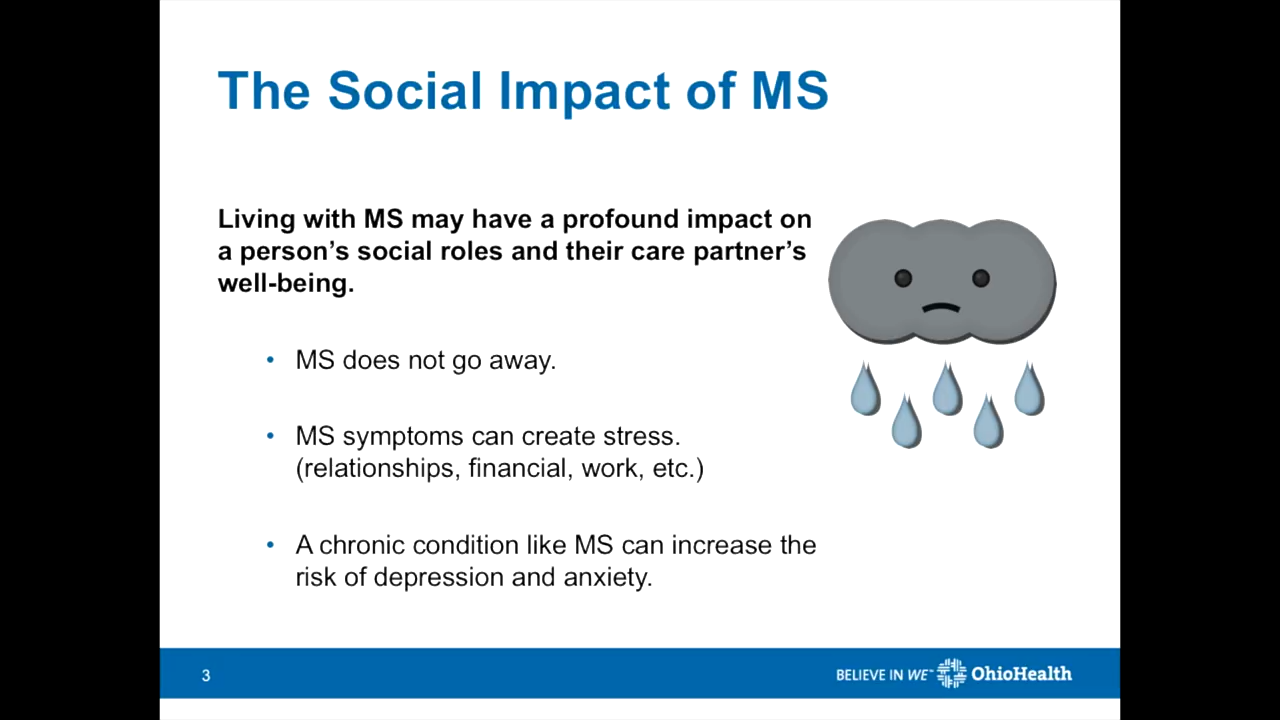 The Social Impact of MS
Living with MS may have a profound impact on
a person’s social roles and their care partner’s
well-being.
• MS does not go away.
• MS symptoms can create stress.
(relationships, financial, work, etc.)
• A chronic condition like MS can increase the
risk of depression and anxiety.
3
BELIEVE IN WE™ OhioHealth